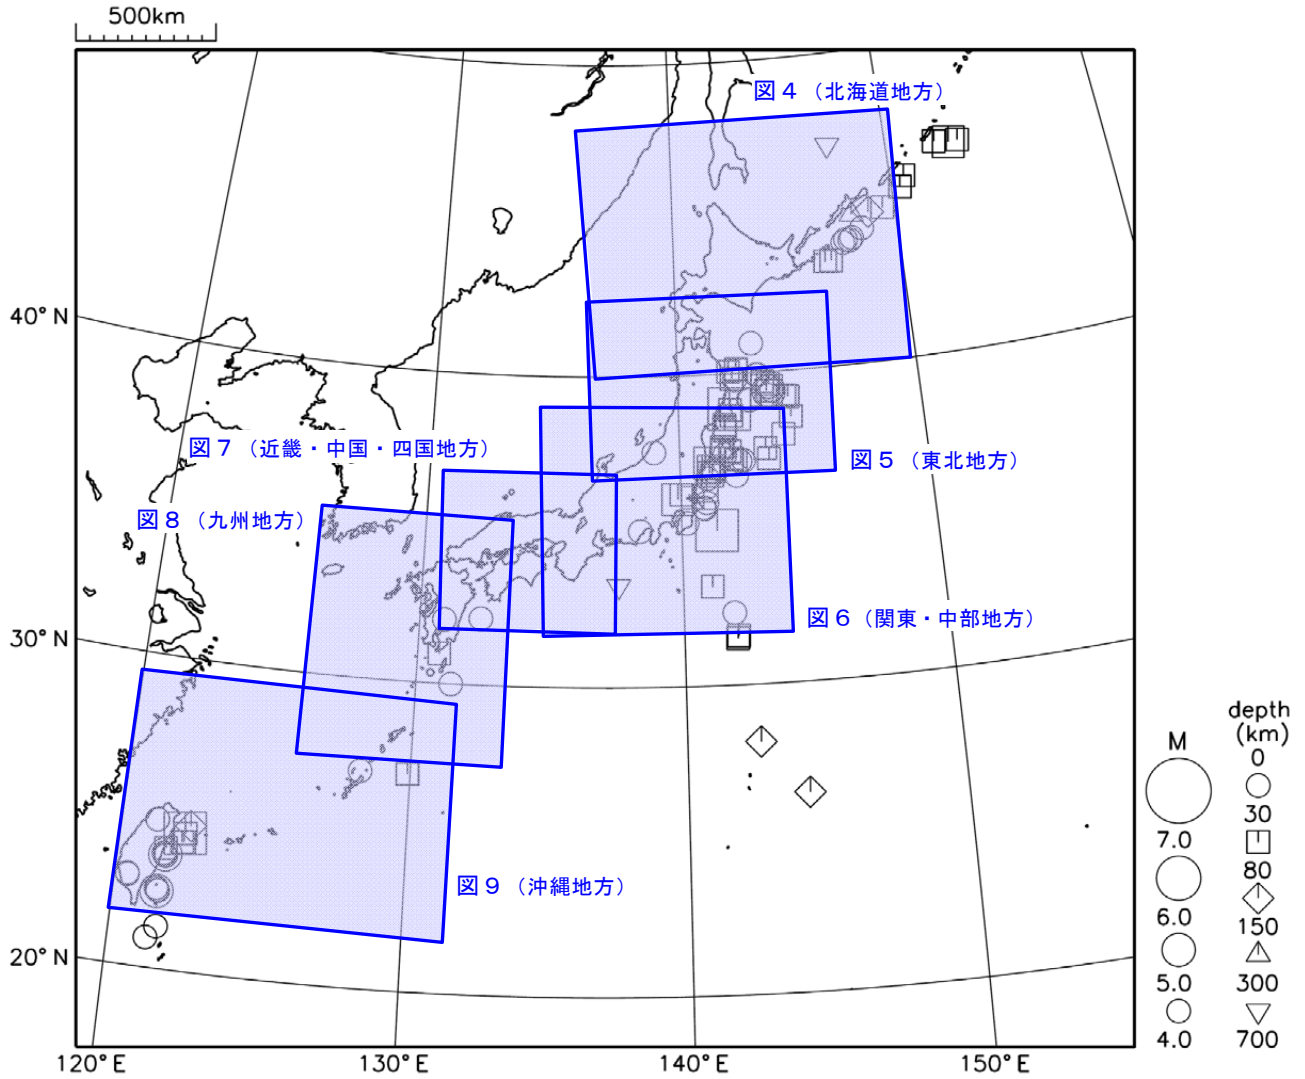 500km
図４（北海道地方）
40° N
図７（近畿・中国・四国地方）
図５（東北地方）
図８（九州地方）
図６（関東・中部地方）
30° N
depth
(km)
M
0
30
7.0
80
図９（沖縄地方）
6.0
150
20° N
5.0
300
4.0
700
120° E
130° E
140° E
150° E